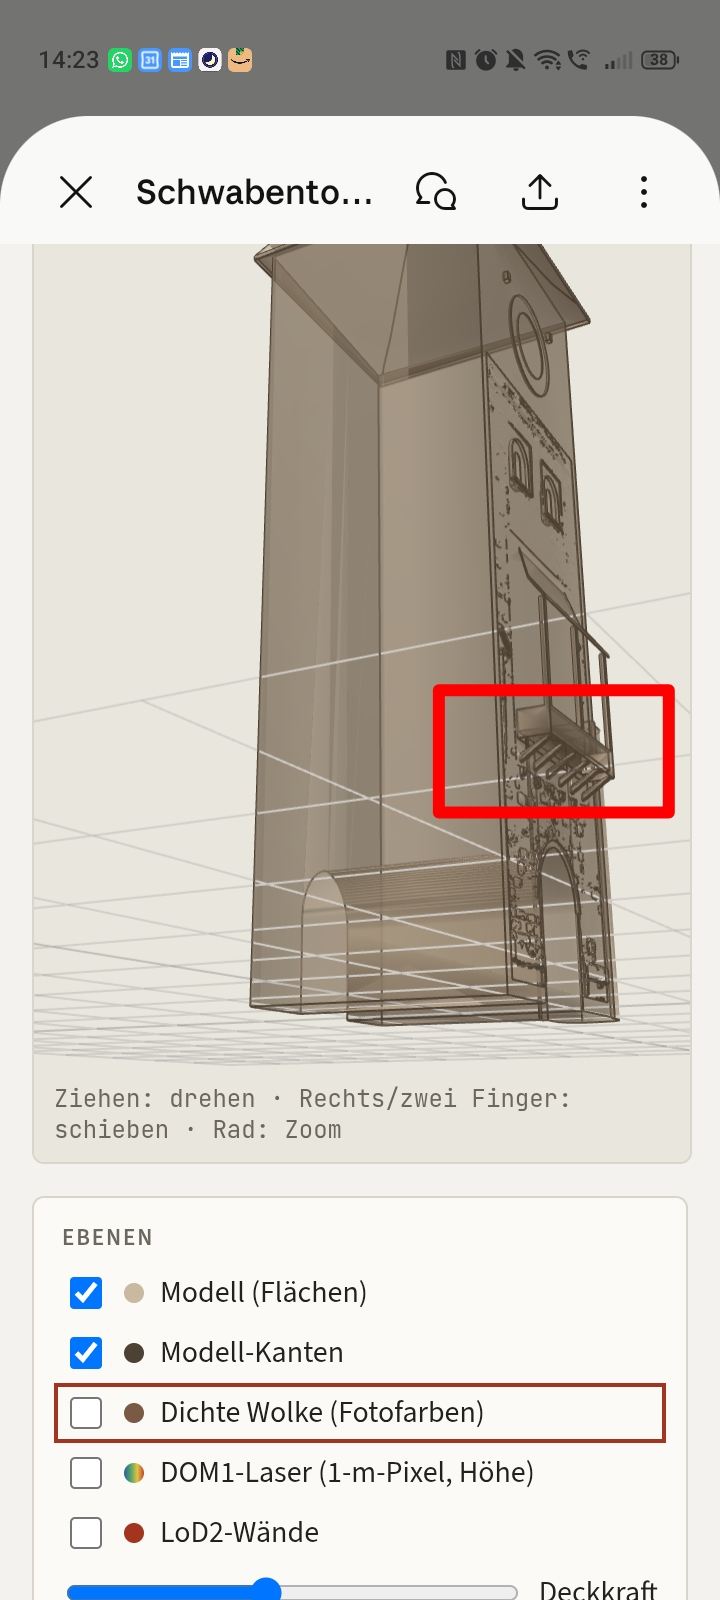 14:23
31
38
Schwabento...
Ziehen: drehen · Rechts/zwei Finger:
schieben · Rad: Zoom
EBENEN
Modell (Flächen)
Modell-Kanten
Dichte Wolke (Fotofarben)
DOM1-Laser (1-m-Pixel, Höhe)
LoD2-Wände
Deckkraft